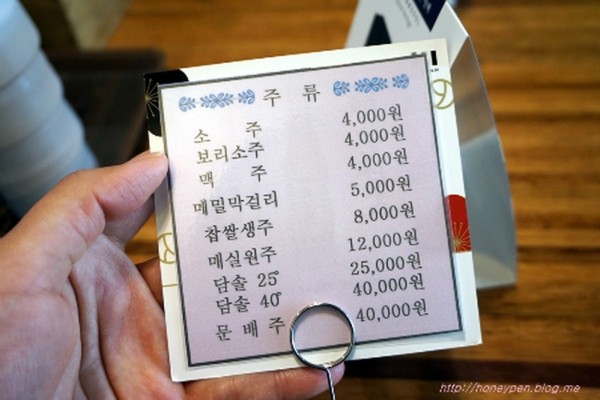 주 류
소 주 4,000원
보리소주 4,000원
맥 주 4,000원
메밀막걸리 5,000원
찹쌀생주 8,000원
매실원주 12,000원
담솔 25° 25,000원
담솔 40° 40,000원
문 배 주 40,000원
http://honeypen.blog.me